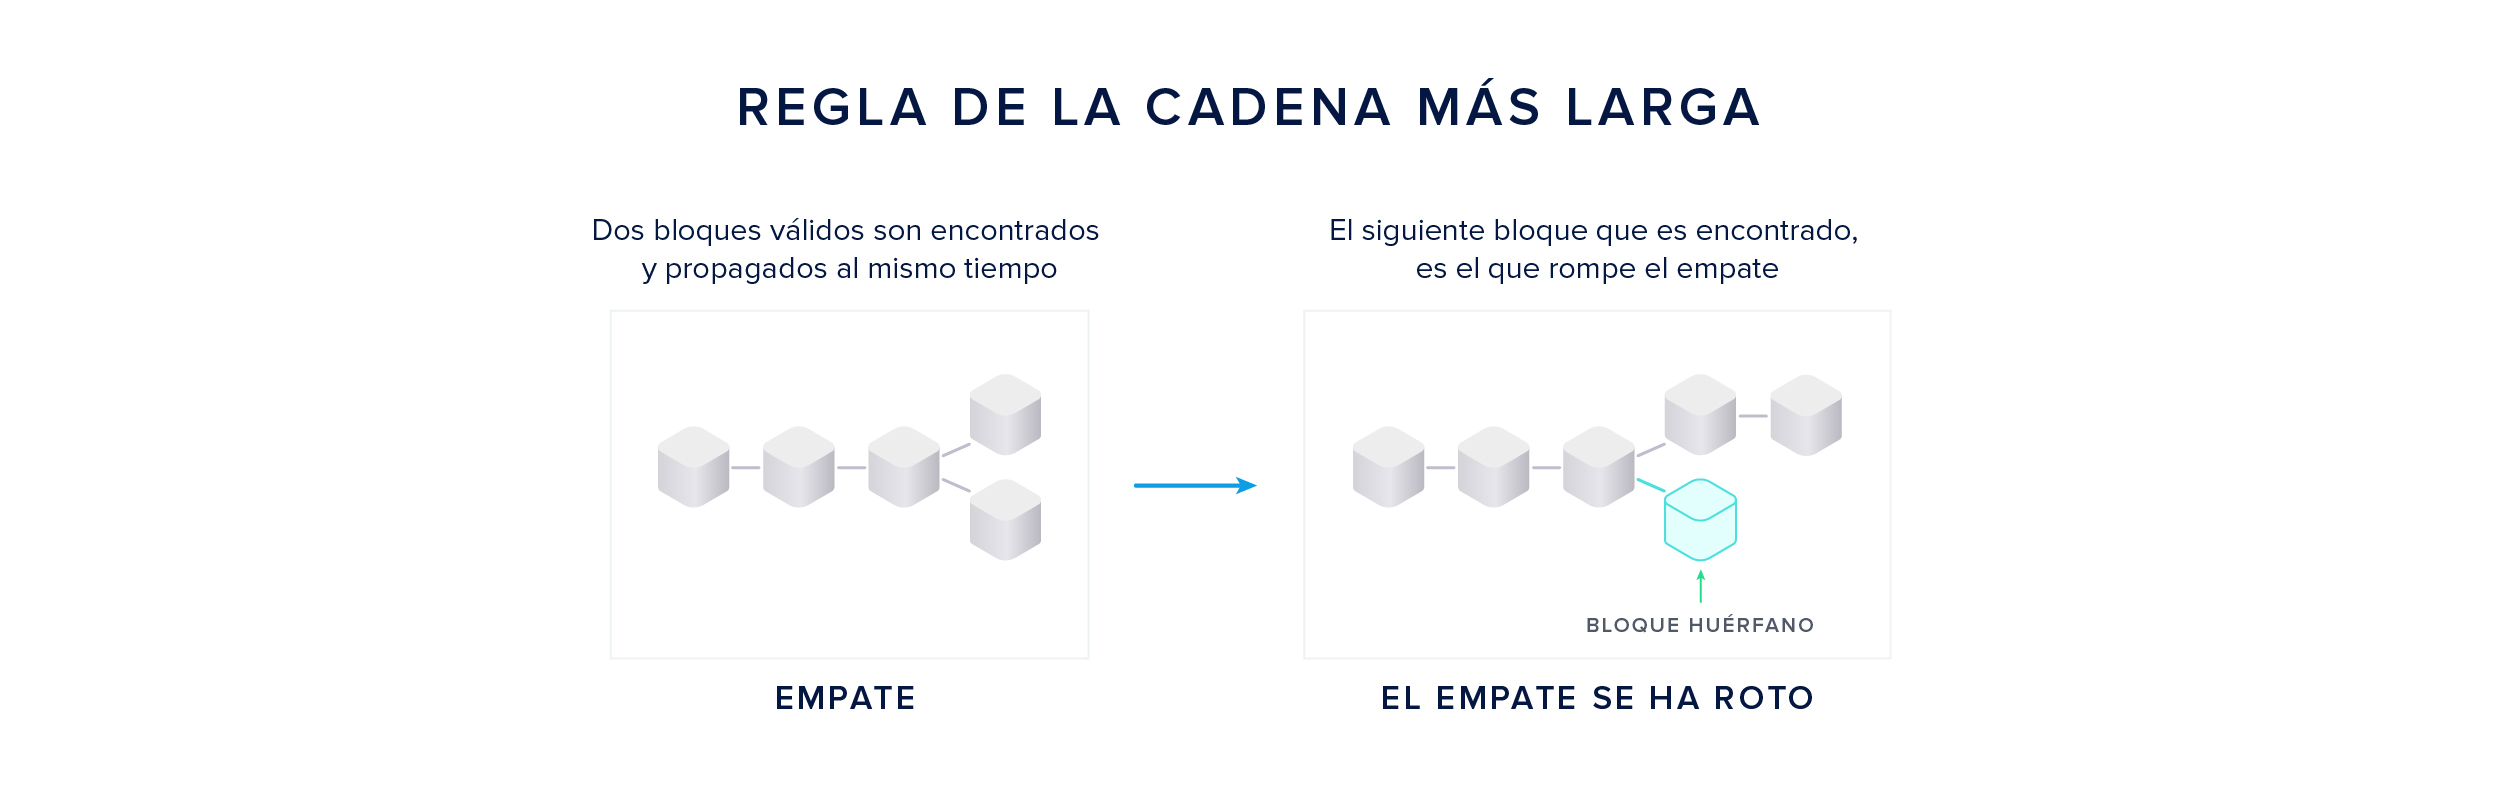 REGLA DE LA CADENA MÁS LARGA
Dos bloques válidos son encontrados
y propagados al mismo tiempo
El siguiente bloque que es encontrado,
es el que rompe el empate
BLOQUE HUÉRFANO
EMPATE
EL EMPATE SE HA ROTO